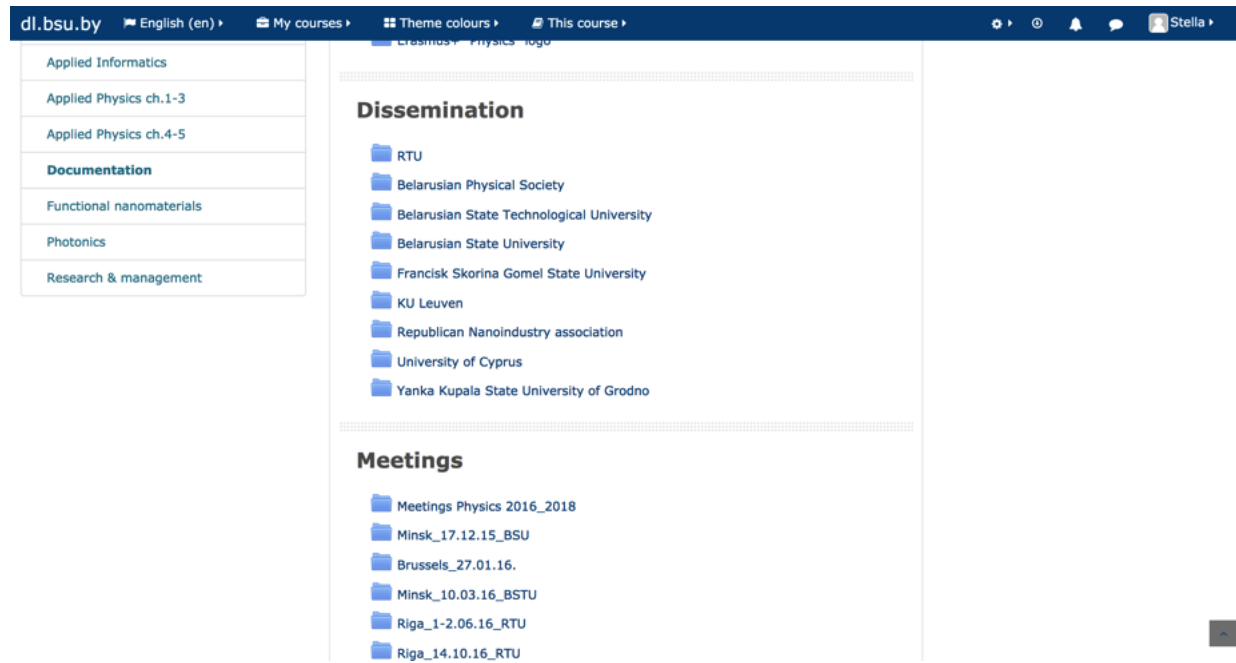 dl.bsu.by English (en) My courses Theme colours This course Stella
Erasmus+ "Physics" logo
Applied Informatics
Applied Physics ch.1-3
Applied Physics ch.4-5
Documentation
Functional nanomaterials
Photonics
Research & management
Dissemination
RTU
Belarusian Physical Society
Belarusian State Technological University
Belarusian State University
Francisk Skorina Gomel State University
KU Leuven
Republican Nanoindustry association
University of Cyprus
Yanka Kupala State University of Grodno
Meetings
Meetings Physics 2016_2018
Minsk_17.12.15_BSU
Brussels_27.01.16.
Minsk_10.03.16_BSTU
Riga_1-2.06.16_RTU
Riga_14.10.16_RTU